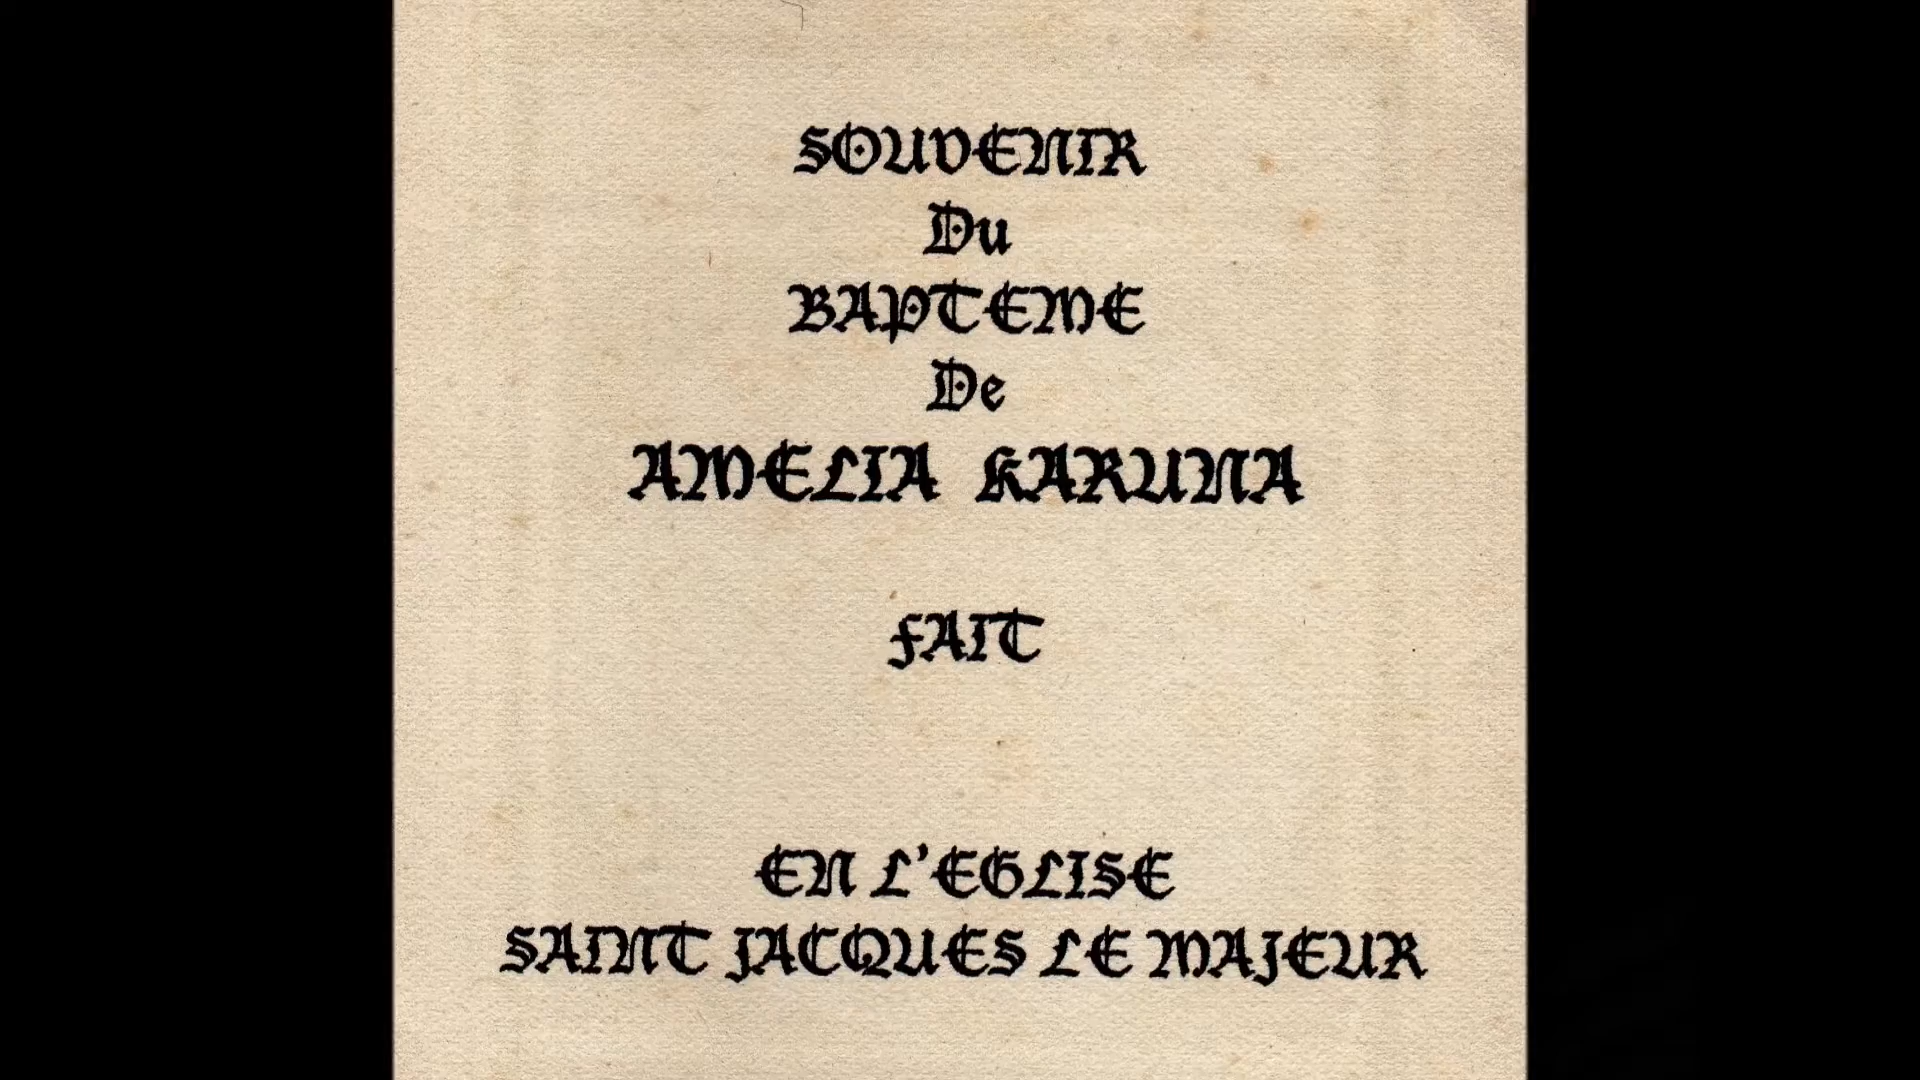 SOUVENIR
Du
BAPTEME
De
AMELIA KARUNA
FAIT
EN L'EGLISE
SAINT JACQUES LE MAJEUR